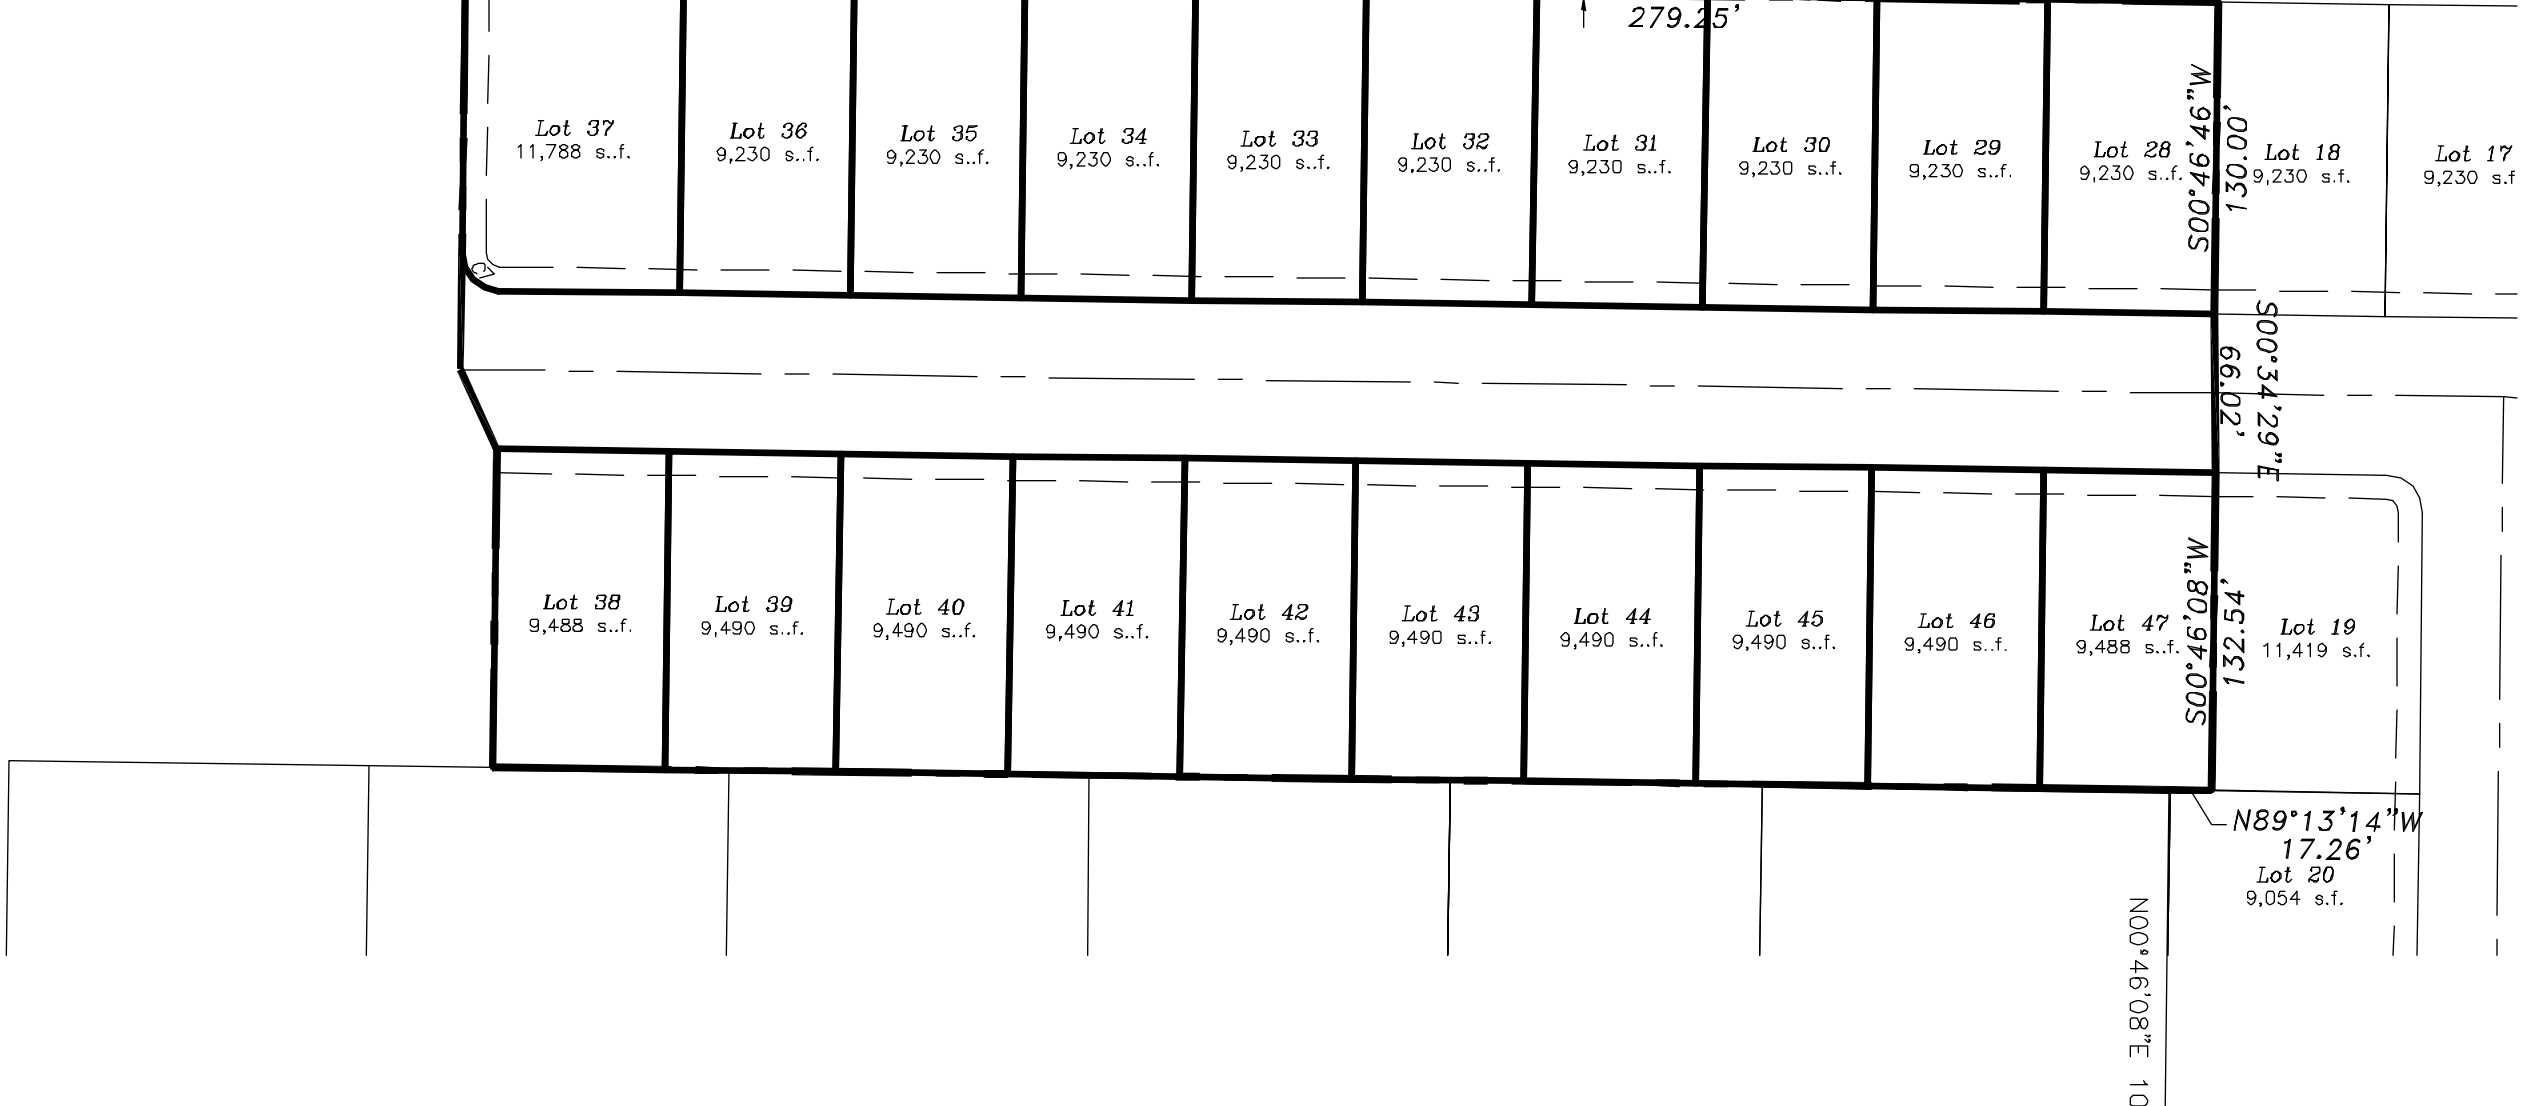 279.25'
Lot 37
11,788 s..f.
Lot 36
9,230 s..f.
Lot 35
9,230 s..f.
Lot 34
9,230 s..f.
Lot 33
9,230 s..f.
Lot 32
9,230 s..f.
Lot 31
9,230 s..f.
Lot 30
9,230 s..f.
Lot 29
9,230 s..f.
Lot 28
9,230 s..f.
S00°46'46"W
130.00'
Lot 18
9,230 s.f.
Lot 17
9,230 s.f
C1
S00°34'29"E
66.02'
Lot 38
9,488 s..f.
Lot 39
9,490 s..f.
Lot 40
9,490 s..f.
Lot 41
9,490 s..f.
Lot 42
9,490 s..f.
Lot 43
9,490 s..f.
Lot 44
9,490 s..f.
Lot 45
9,490 s..f.
Lot 46
9,490 s..f.
Lot 47
9,488 s..f.
S00°46'08"W
132.54'
Lot 19
11,419 s.f.
N89°13'14"W
17.26'
Lot 20
9,054 s.f.
N00°46'08"E 10